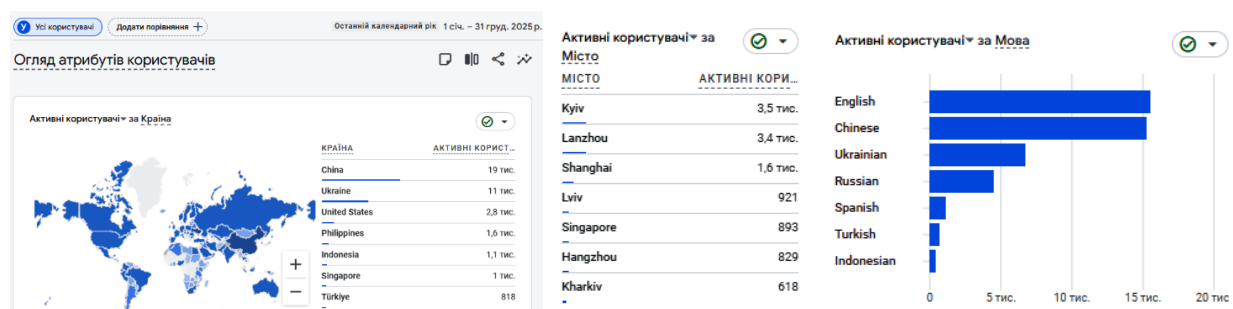 У Усі користувачі Додати порівняння + Останній календарний рік 1 січ. – 31 груд. 2025 р.
Огляд атрибутів користувачів
Активні користувачі за Країна
КРАЇНА АКТИВНІ КОРИСТ...
China 19 тис.
Ukraine 11 тис.
United States 2,8 тис.
Philippines 1,6 тис.
Indonesia 1,1 тис.
Singapore 1 тис.
Türkiye 818
+
−
Активні користувачі за
Місто
МІСТО АКТИВНІ КОРИ...
Kyiv 3,5 тис.
Lanzhou 3,4 тис.
Shanghai 1,6 тис.
Lviv 921
Singapore 893
Hangzhou 829
Kharkiv 618
Активні користувачі за Мова
English
Chinese
Ukrainian
Russian
Spanish
Turkish
Indonesian
0 5 тис. 10 тис. 15 тис. 20 тис